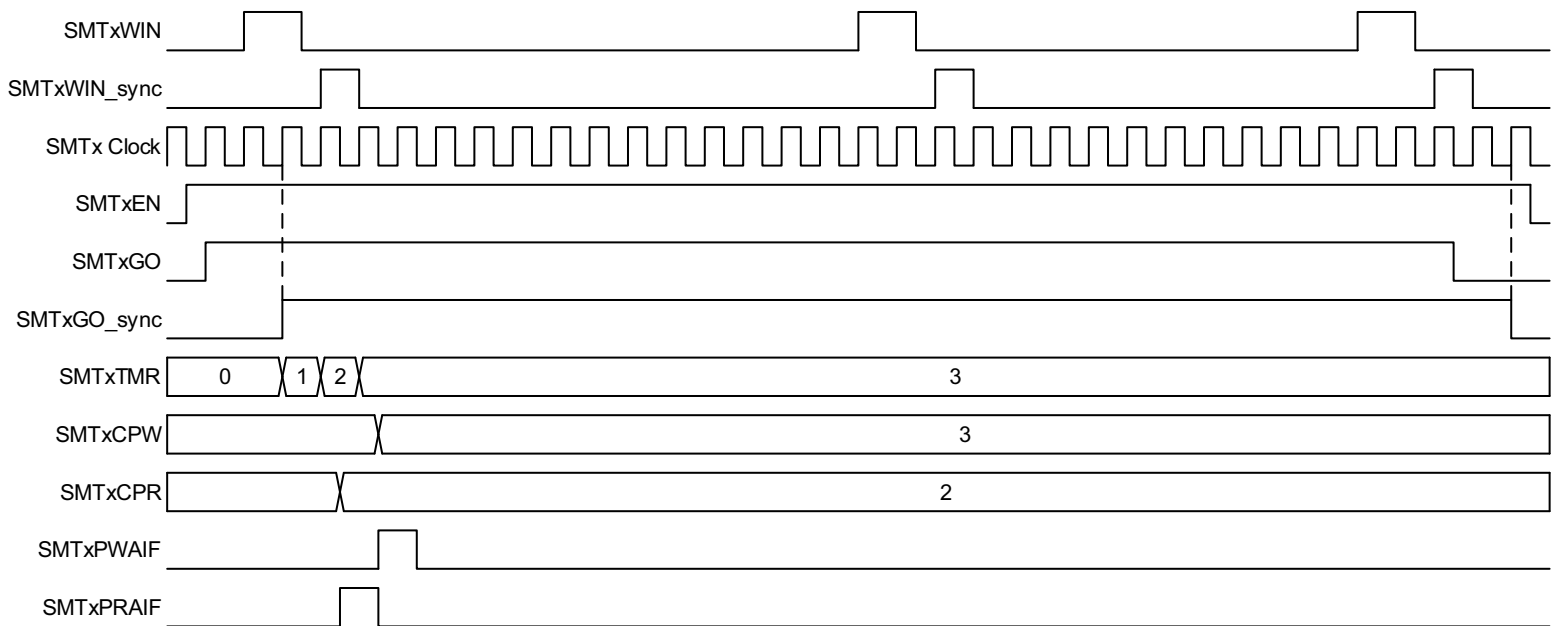 SMTxWIN
SMTxWIN_sync
SMTx Clock
SMTxEN
SMTxGO
SMTxGO_sync
SMTxTMR 0 1 2 3
SMTxCPW 3
SMTxCPR 2
SMTxPWAIF
SMTxPRAIF